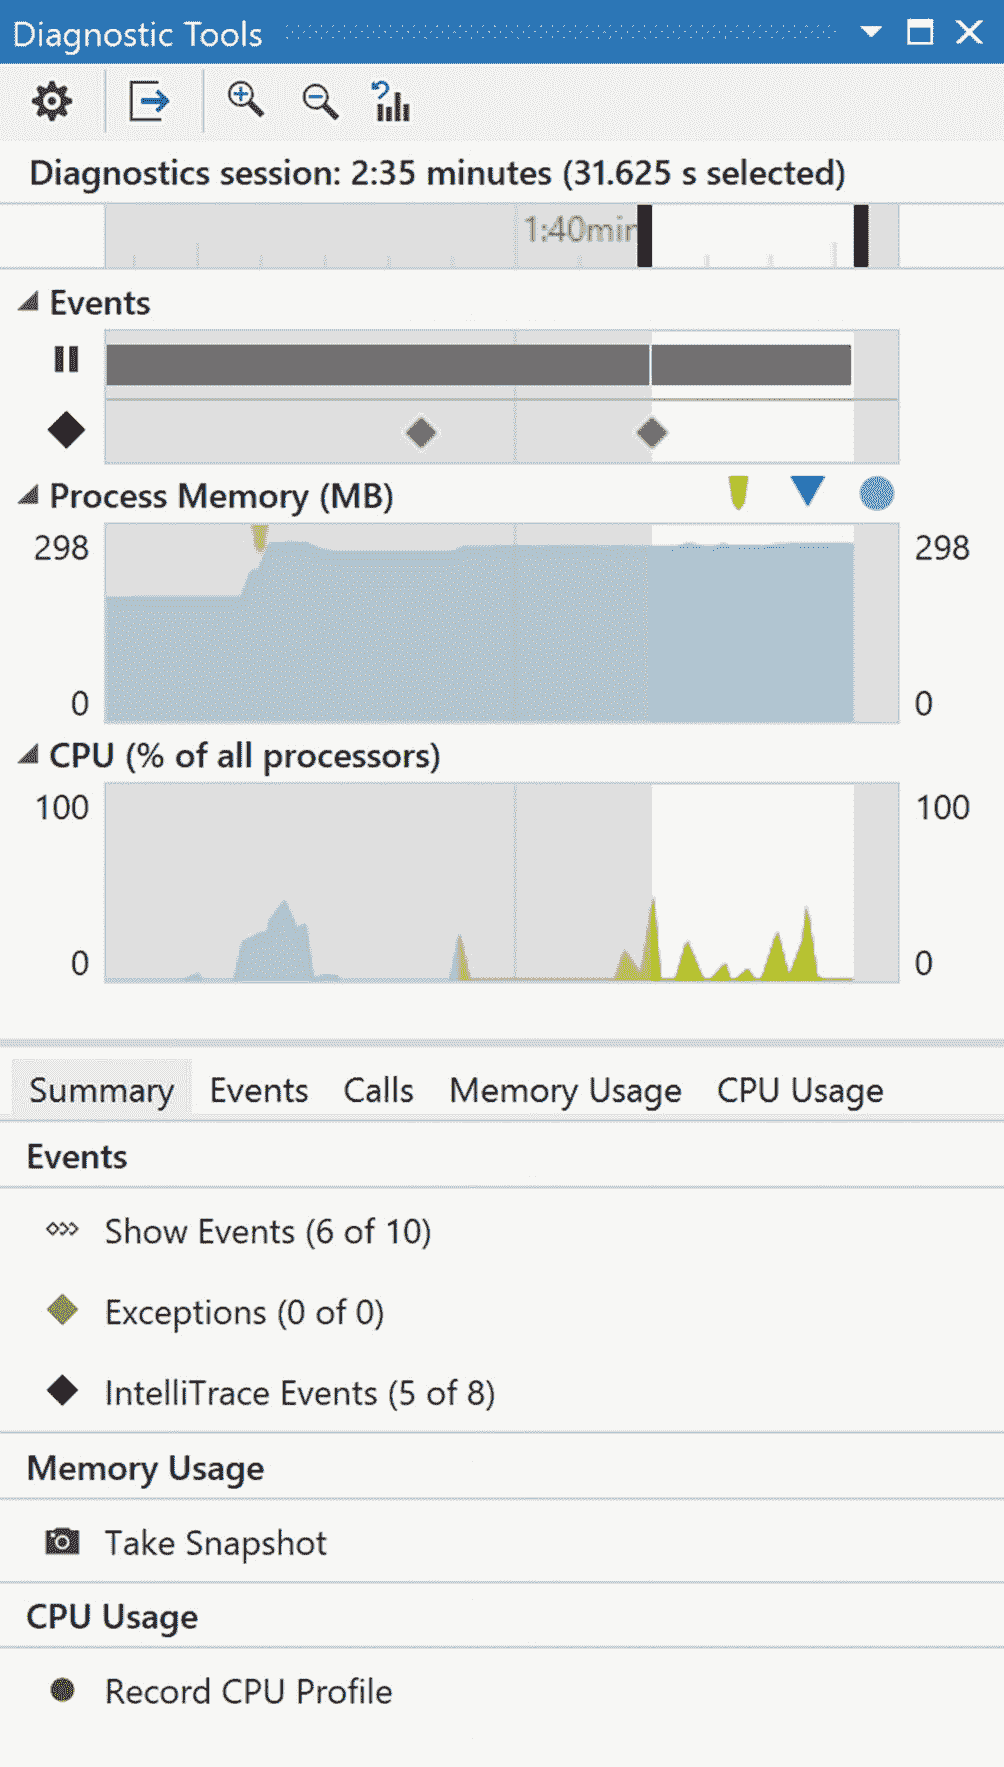 Diagnostic Tools
Diagnostics session: 2:35 minutes (31.625 s selected)
1:40min
Events
Process Memory (MB)
298 298
0 0
CPU (% of all processors)
100 100
0 0
Summary Events Calls Memory Usage CPU Usage
Events
Show Events (6 of 10)
Exceptions (0 of 0)
IntelliTrace Events (5 of 8)
Memory Usage
Take Snapshot
CPU Usage
Record CPU Profile